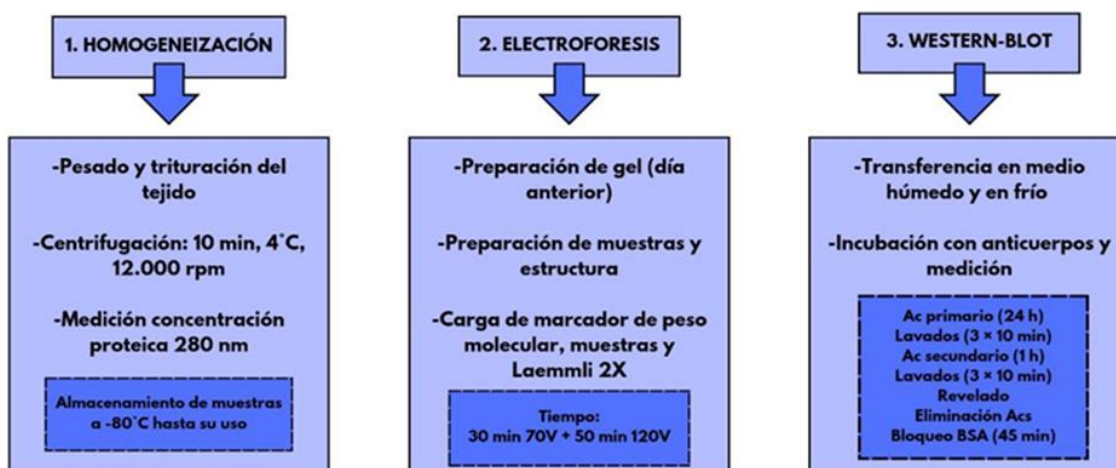 1. HOMOGENEIZACIÓN
-Pesado y trituración del
tejido
-Centrifugación: 10 min, 4°C,
12.000 rpm
-Medición concentración
proteica 280 nm
Almacenamiento de muestras
a -80°C hasta su uso
2. ELECTROFORESIS
-Preparación de gel (día
anterior)
-Preparación de muestras y
estructura
-Carga de marcador de peso
molecular, muestras y
Laemmli 2X
Tiempo:
30 min 70V + 50 min 120V
3. WESTERN-BLOT
-Transferencia en medio
húmedo y en frío
-Incubación con anticuerpos y
medición
Ac primario (24 h)
Lavados (3 × 10 min)
Ac secundario (1 h)
Lavados (3 × 10 min)
Revelado
Eliminación Acs
Bloqueo BSA (45 min)